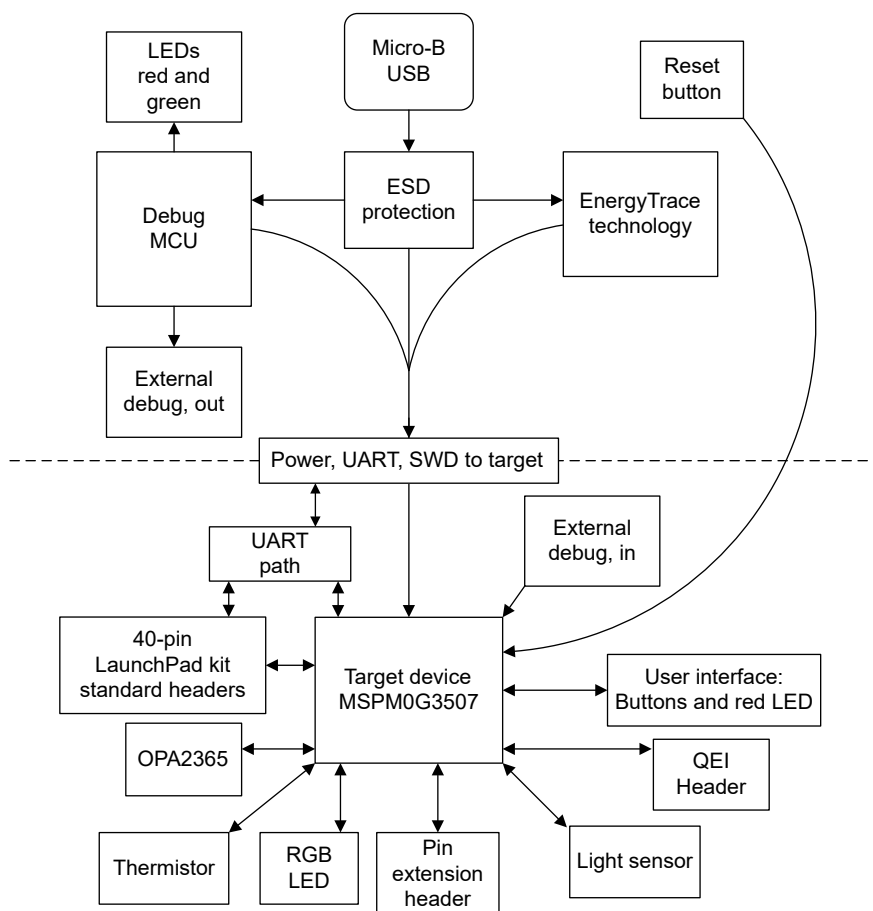 LEDs
red and
green
Micro-B
USB
Reset
button
Debug
MCU
ESD
protection
EnergyTrace
technology
External
debug, out
Power, UART, SWD to target
UART
path
External
debug, in
40-pin
LaunchPad kit
standard headers
Target device
MSPM0G3507
User interface:
Buttons and red LED
OPA2365
QEI
Header
Thermistor
RGB
LED
Pin
extension
header
Light sensor